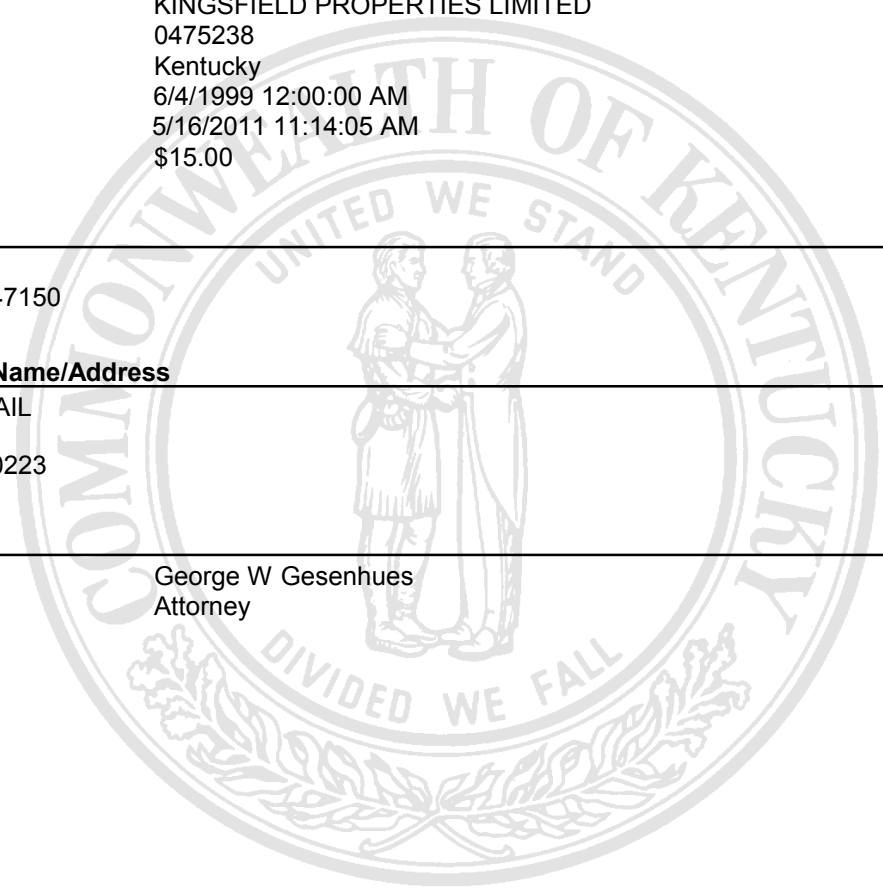 KINGSFIELD PROPERTIES LIMITED
0475238
Kentucky
6/4/1999 12:00:00 AM
5/16/2011 11:14:05 AM
$15.00
COMMONWEALTH OF KENTUCKY
UNITED WE STAND
47150
Name/Address
AIL
0223
George W Gesenhues
Attorney
DIVIDED WE FALL